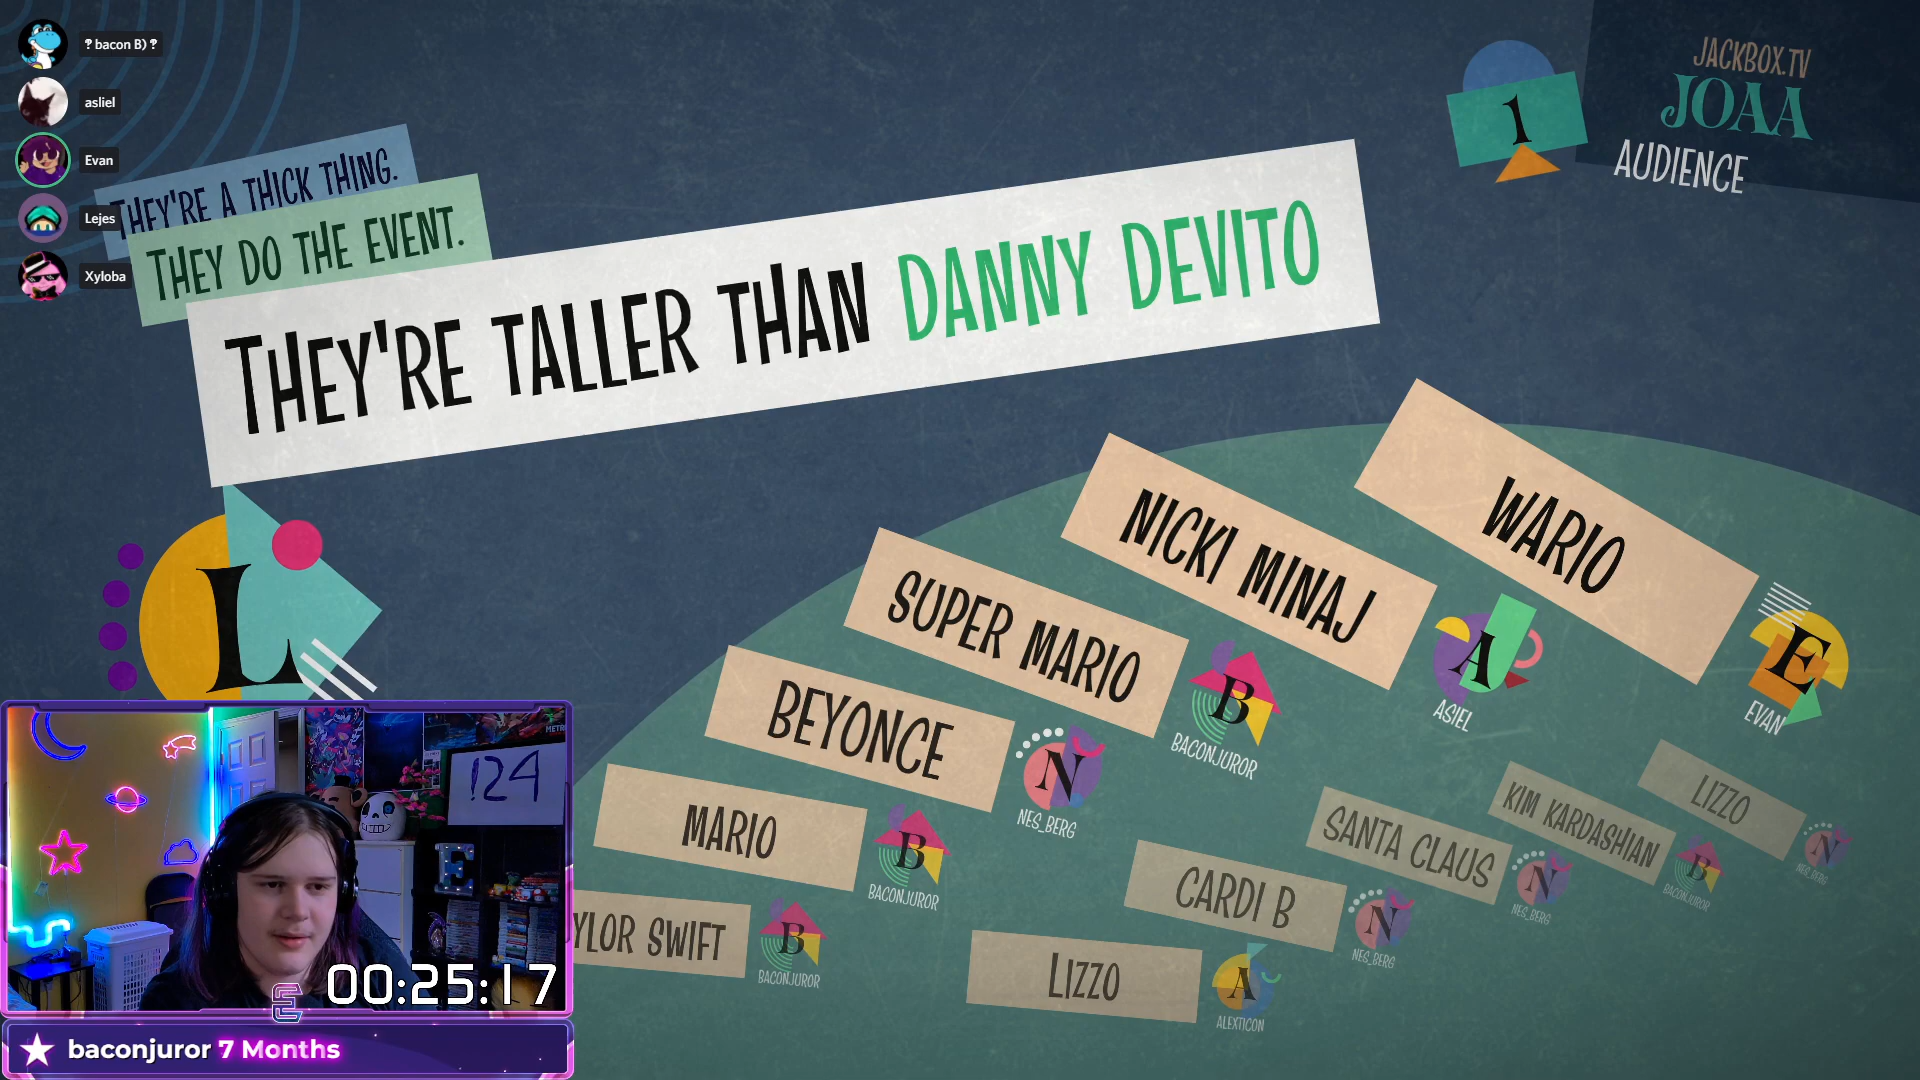 ‽ bacon B) ‽
asliel
Evan
Lejes
Xyloba
THEY'RE A THICK THING.
THEY DO THE EVENT.
THEY'RE TALLER THAN DANNY DEVITO
JACKBOX.TV
JOAA
AUDIENCE
1
L
WARIO
E
EVAN
NICKI MINAJ
A
ASIEL
SUPER MARIO
B
BACONJUROR
BEYONCE
N
NES_BERG
MARIO
B
BACONJUROR
YLOR SWIFT
B
BACONJUROR
LIZZO
A
ALEXTICON
CARDI B
N
NES_BERG
SANTA CLAUS
N
NES_BERG
KIM KARDASHIAN
B
BACONJUROR
LIZZO
N
NES_BERG
124
E
00:25:17
baconjuror 7 Months